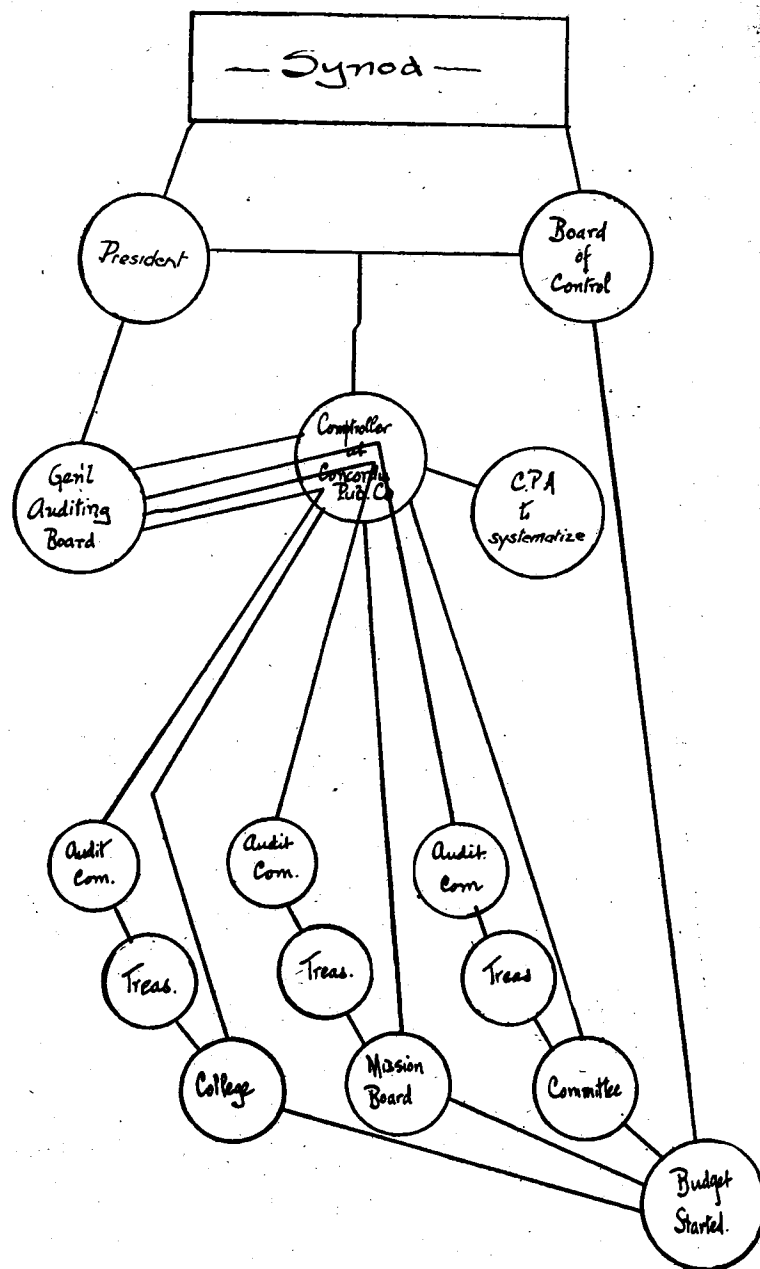 — Synod —
President
Board
of
Control
Comptroller
at
Concordia
Pub. Co
Gen'l
Auditing
Board
C.P.A
to
systematize
Audit
Com.
Audit
Com.
Audit.
Com
Treas.
Treas.
Treas
College
Mission
Board
Committee
Budget
Started.